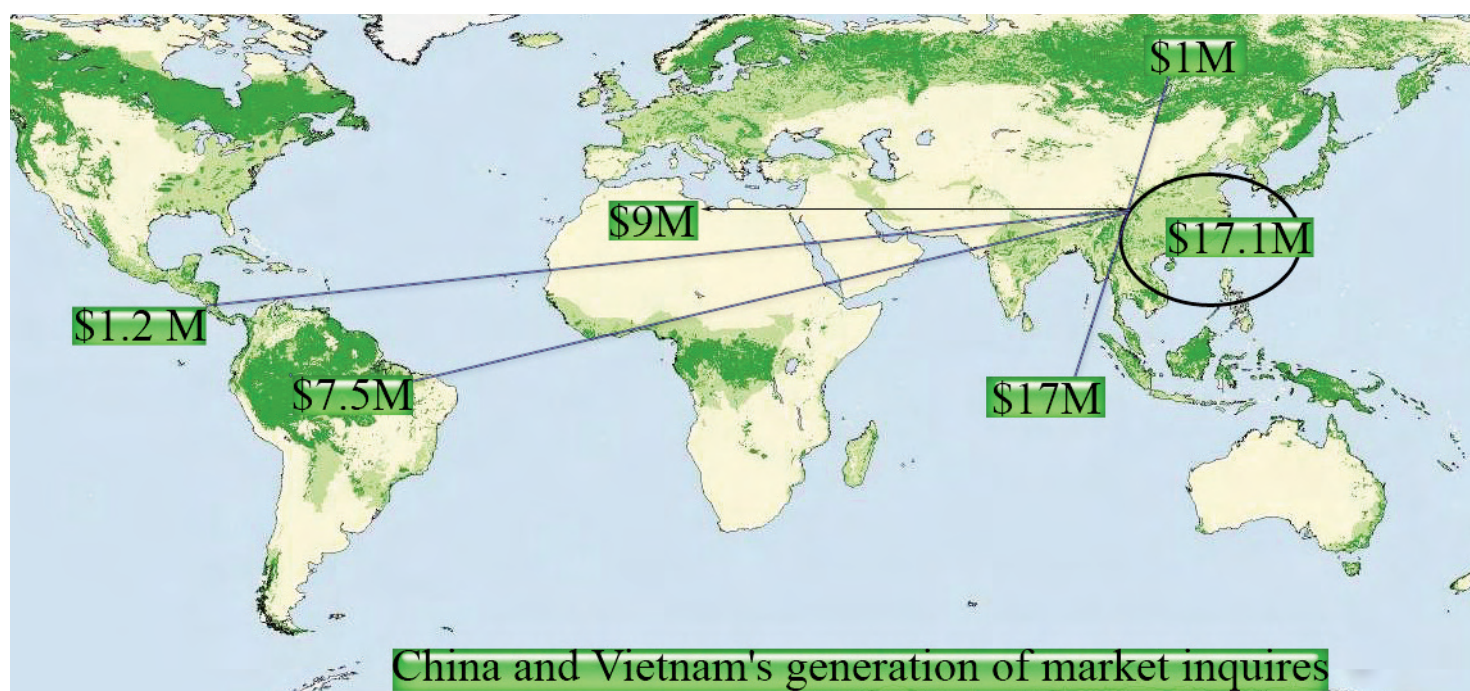 $1M
$9M
$17.1M
$1.2 M
$7.5M
$17M
China and Vietnam's generation of market inquires